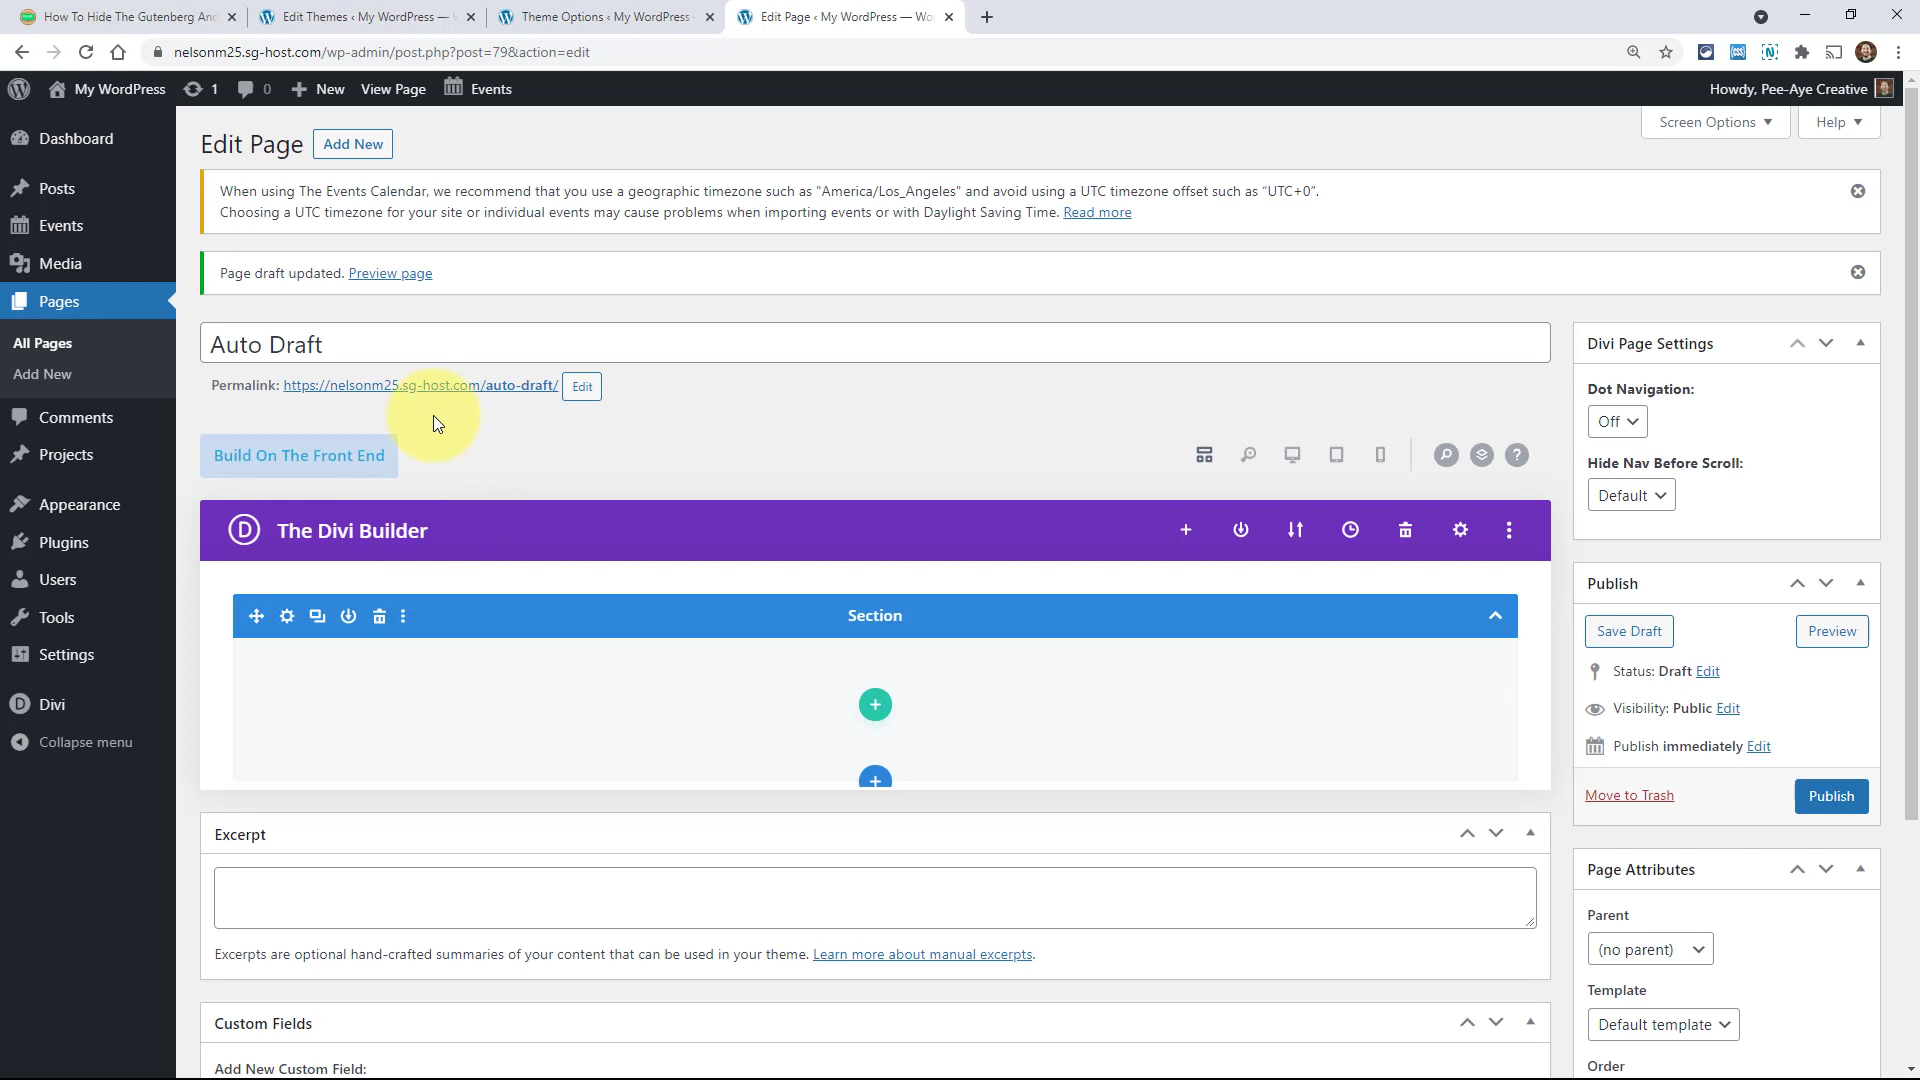 How To Hide The Gutenberg And
Edit Themes ‹ My WordPress —
Theme Options ‹ My WordPress
Edit Page ‹ My WordPress — Wo
nelsonm25.sg-host.com/wp-admin/post.php?post=79&action=edit
My WordPress
1
0
New
View Page
Events
Howdy, Pee-Aye Creative
Dashboard
Posts
Events
Media
Pages
All Pages
Add New
Comments
Projects
Appearance
Plugins
Users
Tools
Settings
Divi
Collapse menu
Screen Options
Help
Edit Page
Add New
When using The Events Calendar, we recommend that you use a geographic timezone such as "America/Los_Angeles" and avoid using a UTC timezone offset such as “UTC+0”.
Choosing a UTC timezone for your site or individual events may cause problems when importing events or with Daylight Saving Time. Read more
Page draft updated. Preview page
Auto Draft
Permalink: https://nelsonm25.sg-host.com/auto-draft/ Edit
Build On The Front End
The Divi Builder
Section
Excerpt
Excerpts are optional hand-crafted summaries of your content that can be used in your theme. Learn more about manual excerpts.
Custom Fields
Add New Custom Field:
Divi Page Settings
Dot Navigation:
Off
Hide Nav Before Scroll:
Default
Publish
Save Draft
Preview
Status: Draft Edit
Visibility: Public Edit
Publish immediately Edit
Move to Trash
Publish
Page Attributes
Parent
(no parent)
Template
Default template
Order